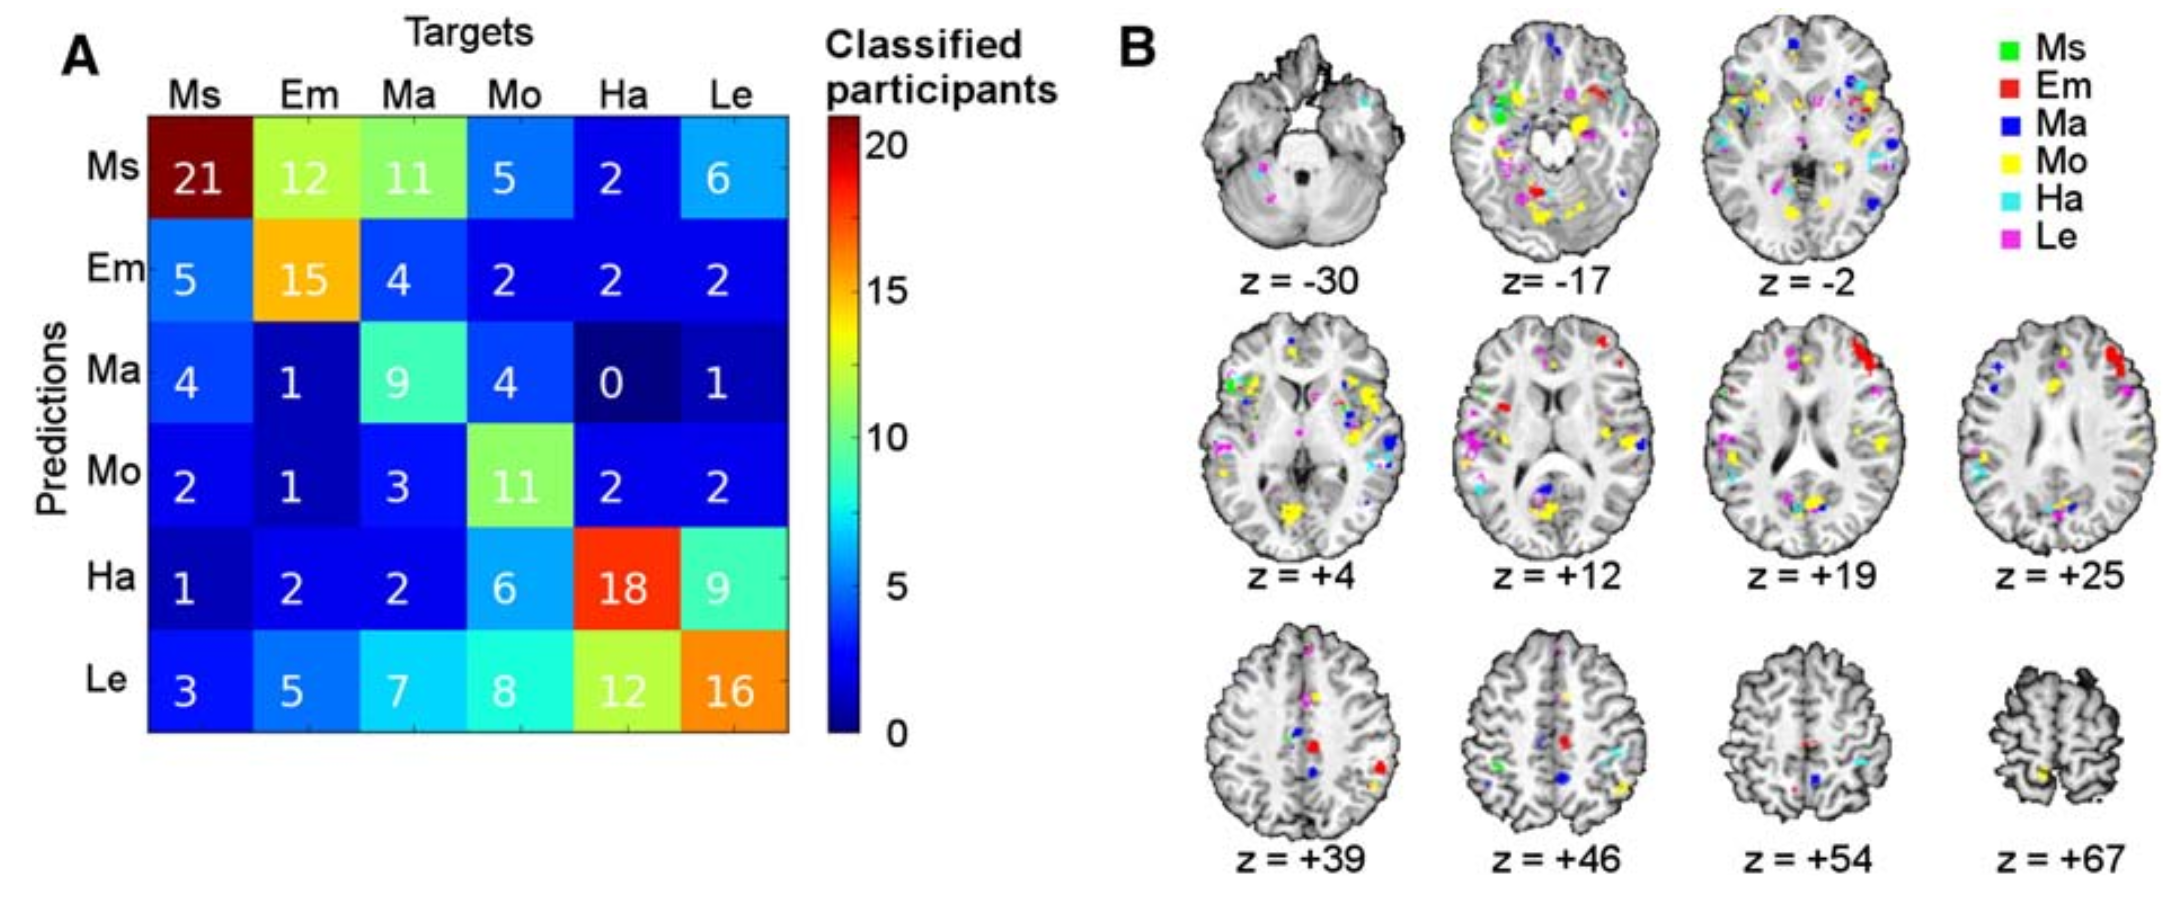 A
Targets
Ms Em Ma Mo Ha Le
Predictions
Ms 21 12 11 5 2 6
Em 5 15 4 2 2 2
Ma 4 1 9 4 0 1
Mo 2 1 3 11 2 2
Ha 1 2 2 6 18 9
Le 3 5 7 8 12 16
Classified
participants
20
15
10
5
0
B
z = -30 z= -17 z = -2
Ms
Em
Ma
Mo
Ha
Le
z = +4 z = +12 z = +19 z = +25
z = +39 z = +46 z = +54 z = +67